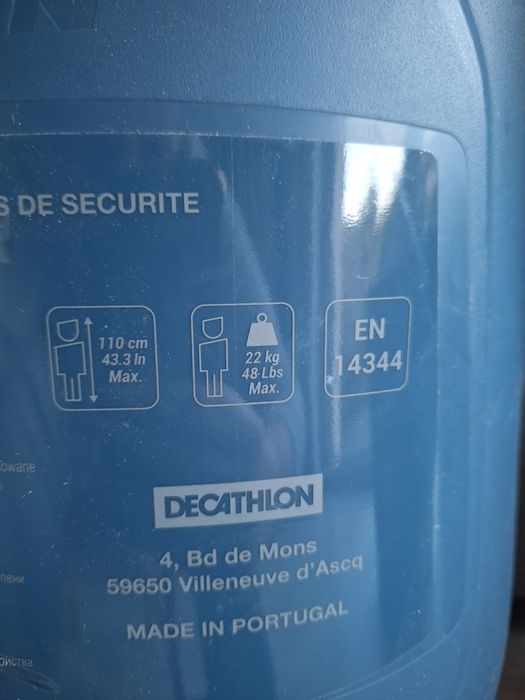 S DE SECURITE
110 cm
43.3 In
Max.
22 kg
48 Lbs
Max.
EN
14344
owane
DECATHLON
4, Bd de Mons
59650 Villeneuve d'Ascq
MADE IN PORTUGAL